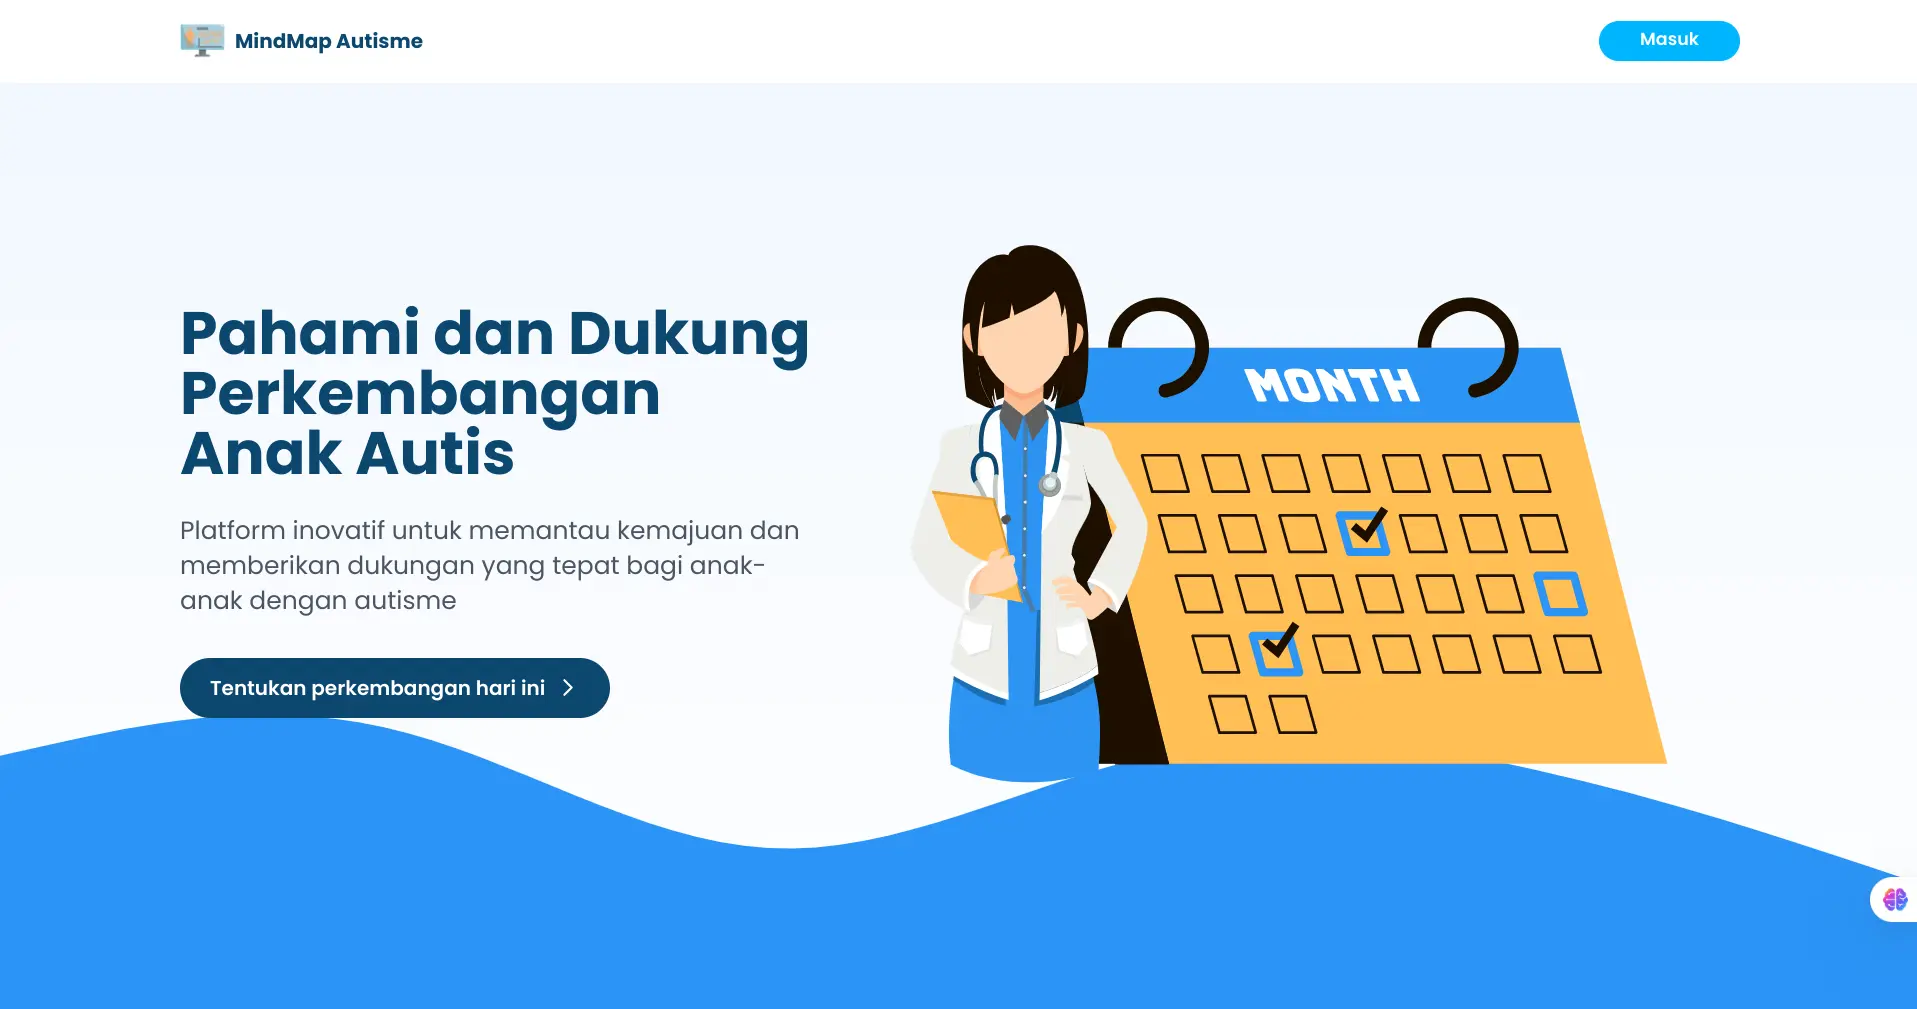 MindMap Autisme
Masuk
Pahami dan Dukung
Perkembangan
Anak Autis
Platform inovatif untuk memantau kemajuan dan
memberikan dukungan yang tepat bagi anak-
anak dengan autisme
Tentukan perkembangan hari ini
MONTH